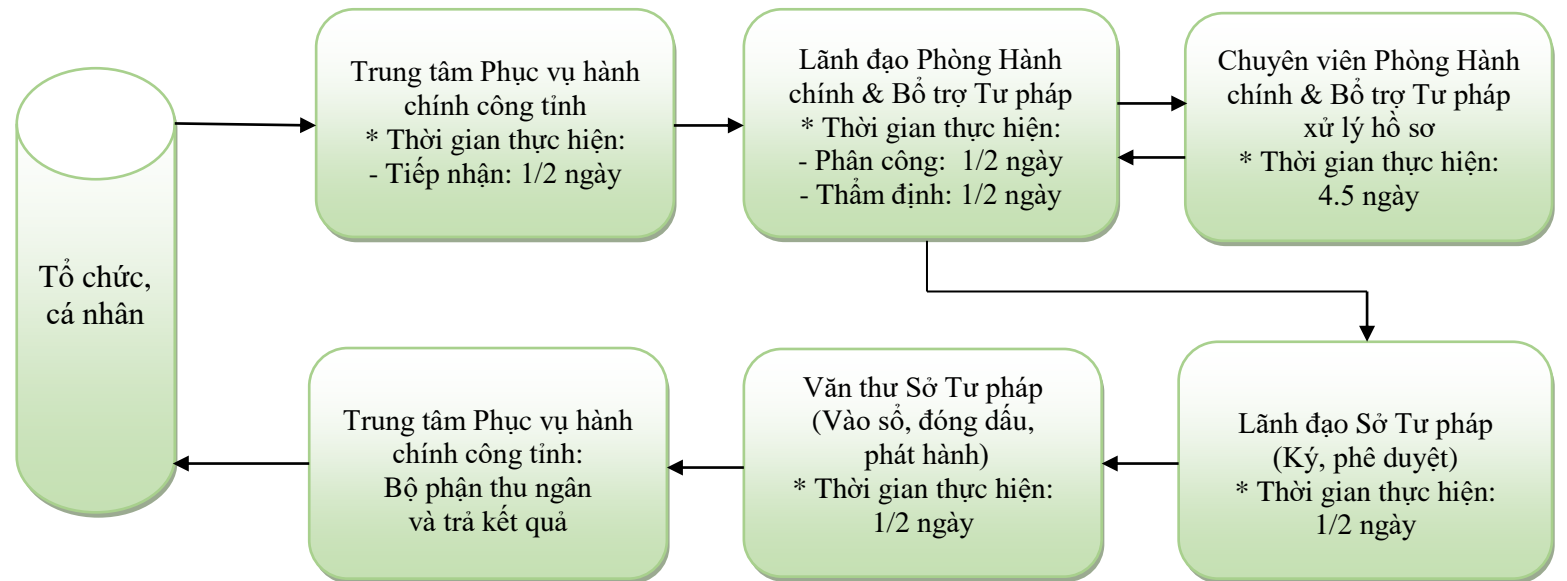 Tổ chức,
cá nhân
Trung tâm Phục vụ hành
chính công tỉnh
* Thời gian thực hiện:
- Tiếp nhận: 1/2 ngày
Lãnh đạo Phòng Hành
chính & Bổ trợ Tư pháp
* Thời gian thực hiện:
- Phân công: 1/2 ngày
- Thẩm định: 1/2 ngày
Chuyên viên Phòng Hành
chính & Bổ trợ Tư pháp
xử lý hồ sơ
* Thời gian thực hiện:
4.5 ngày
Lãnh đạo Sở Tư pháp
(Ký, phê duyệt)
* Thời gian thực hiện:
1/2 ngày
Văn thư Sở Tư pháp
(Vào sổ, đóng dấu,
phát hành)
* Thời gian thực hiện:
1/2 ngày
Trung tâm Phục vụ hành
chính công tỉnh:
Bộ phận thu ngân
và trả kết quả